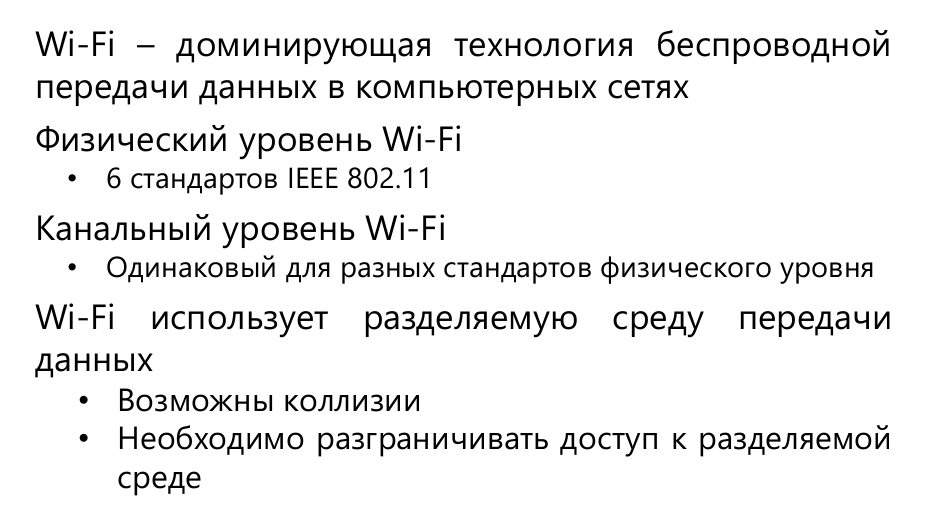 Wi-Fi – доминирующая технология беспроводной
передачи данных в компьютерных сетях
Физический уровень Wi-Fi
• 6 стандартов IEEE 802.11
Канальный уровень Wi-Fi
• Одинаковый для разных стандартов физического уровня
Wi-Fi использует разделяемую среду передачи
данных
• Возможны коллизии
• Необходимо разграничивать доступ к разделяемой
среде